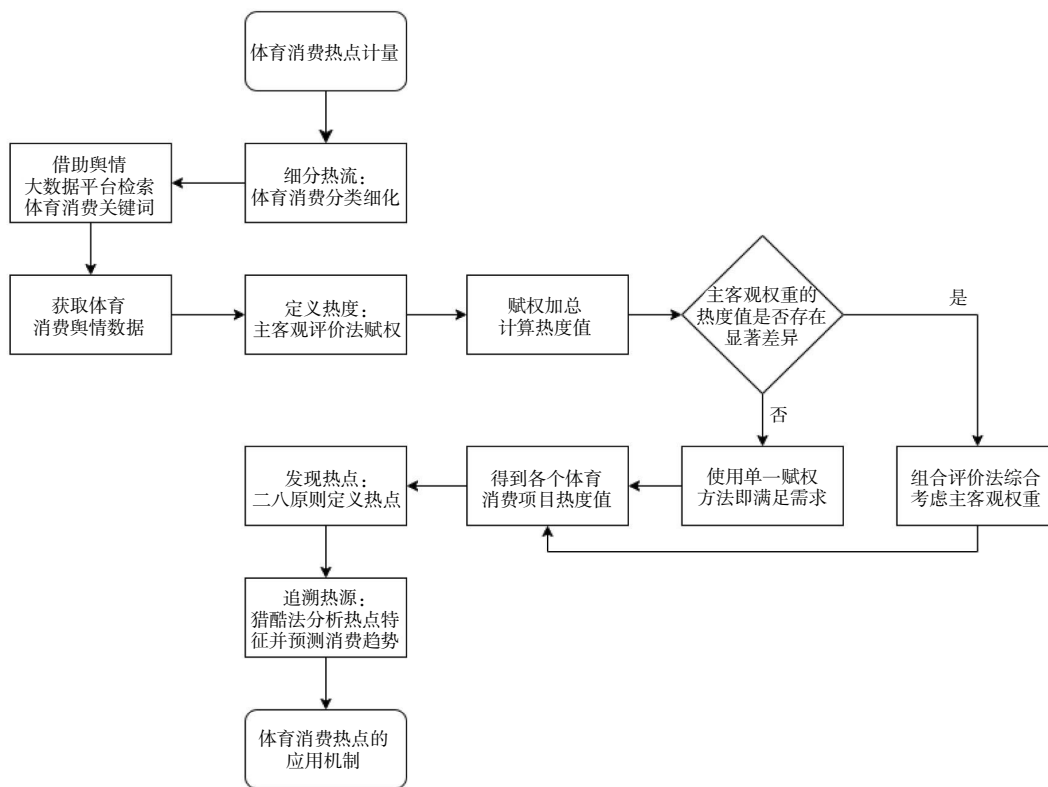 体育消费热点计量
细分热流：
体育消费分类细化
借助舆情
大数据平台检索
体育消费关键词
获取体育
消费舆情数据
定义热度：
主客观评价法赋权
赋权加总
计算热度值
主客观权重的
热度值是否存在
显著差异
是
否
组合评价法综合
考虑主客观权重
使用单一赋权
方法即满足需求
得到各个体育
消费项目热度值
发现热点：
二八原则定义热点
追溯热源：
猎酷法分析热点特
征并预测消费趋势
体育消费热点的
应用机制